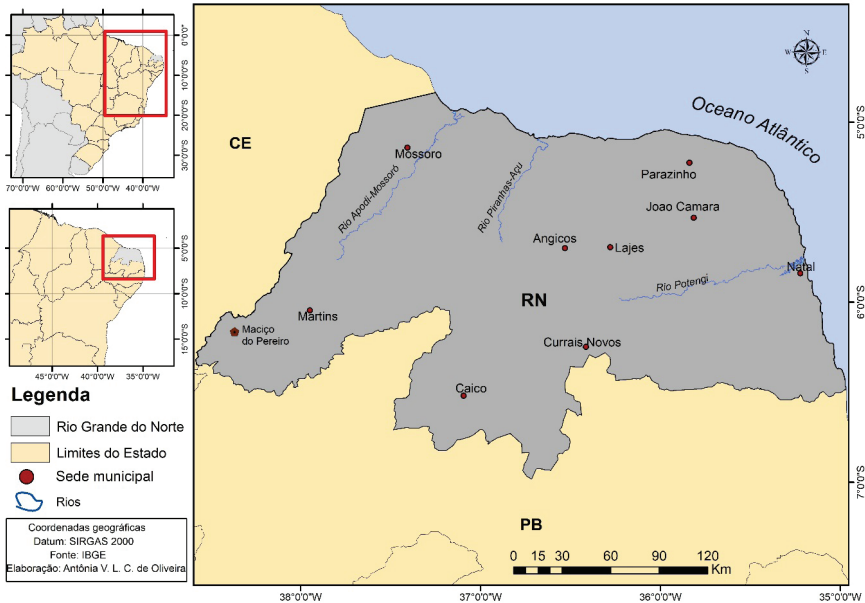 0°0'0"
10°0'0"S
20°0'0"S
30°0'0"S
70°0'0"W
60°0'0"W
50°0'0"W
40°0'0"W
5°0'0"S
10°0'0"S
15°0'0"S
45°0'0"W
40°0'0"W
35°0'0"W
Legenda
Rio Grande do Norte
Limites do Estado
Sede municipal
Rios
Coordenadas geográficas
Datum: SIRGAS 2000
Fonte: IBGE
Elaboração: Antônia V. L. C. de Oliveira
N
W
E
S
Oceano Atlântico
CE
Mossoro
Rio Apodi-Mossoró
Rio Piranhas-Açu
Parazinho
Joao Camara
Angicos
Lajes
Natal
Rio Potengi
RN
Martins
Maciço
do Pereiro
Currais Novos
Caico
PB
0 15 30 60 90 120
Km
5°0'0"S
6°0'0"S
7°0'0"S
38°0'0"W
37°0'0"W
36°0'0"W
35°0'0"W